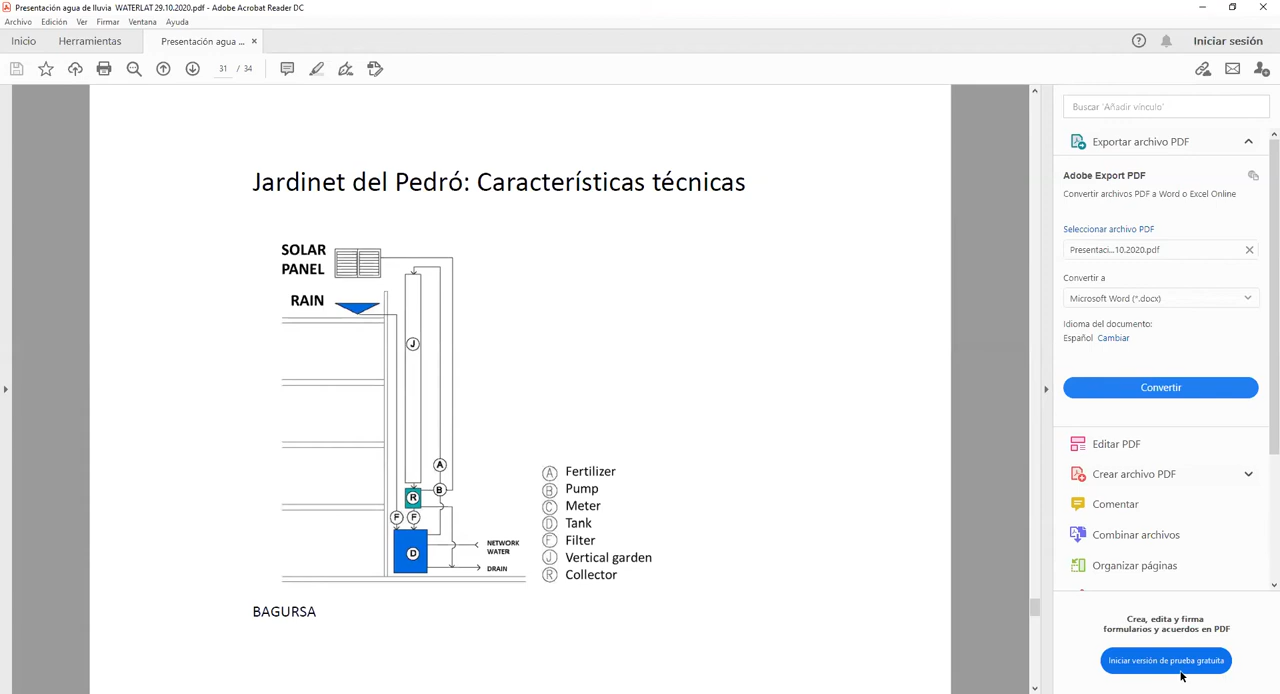 Presentación agua de lluvia WATERLAT 29.10.2020.pdf - Adobe Acrobat Reader DC
Archivo Edición Ver Firmar Ventana Ayuda
Inicio Herramientas Presentación agua ... × Iniciar sesión
31 / 34
Buscar 'Añadir vínculo'
Exportar archivo PDF
Adobe Export PDF
Convertir archivos PDF a Word o Excel Online
Seleccionar archivo PDF
Presentaci...10.2020.pdf
Convertir a
Microsoft Word (*.docx)
Idioma del documento:
Español Cambiar
Convertir
Editar PDF
Crear archivo PDF
Comentar
Combinar archivos
Organizar páginas
Crea, edita y firma
formularios y acuerdos en PDF
Iniciar versión de prueba gratuita
Jardinet del Pedró: Características técnicas
SOLAR
PANEL
RAIN
J
A
B
R
F F
D
NETWORK
WATER
DRAIN
A Fertilizer
B Pump
C Meter
D Tank
F Filter
J Vertical garden
R Collector
BAGURSA